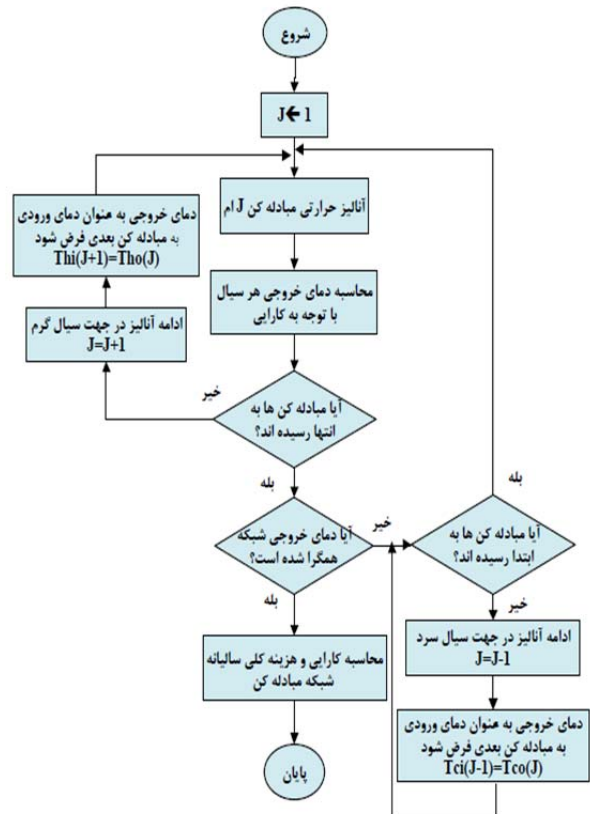 شروع
J← 1
آنالیز حرارتی مبادله کن J ام
محاسبه دمای خروجی هر سیال
با توجه به کارایی
آیا مبادله کن ها به
انتها رسیده اند؟
خیر
ادامه آنالیز در جهت سیال گرم
J=J+1
دمای خروجی به عنوان دمای ورودی
به مبادله کن بعدی فرض شود
Thi(J+1)=Tho(J)
بله
آیا دمای خروجی شبکه
همگرا شده است؟
خیر
آیا مبادله کن ها به
ابتدا رسیده اند؟
بله
خیر
ادامه آنالیز در جهت سیال سرد
J=J-1
دمای خروجی به عنوان دمای ورودی
به مبادله کن بعدی فرض شود
Tci(J-1)=Tco(J)
بله
محاسبه کارایی و هزینه کلی سالیانه
شبکه مبادله کن
پایان